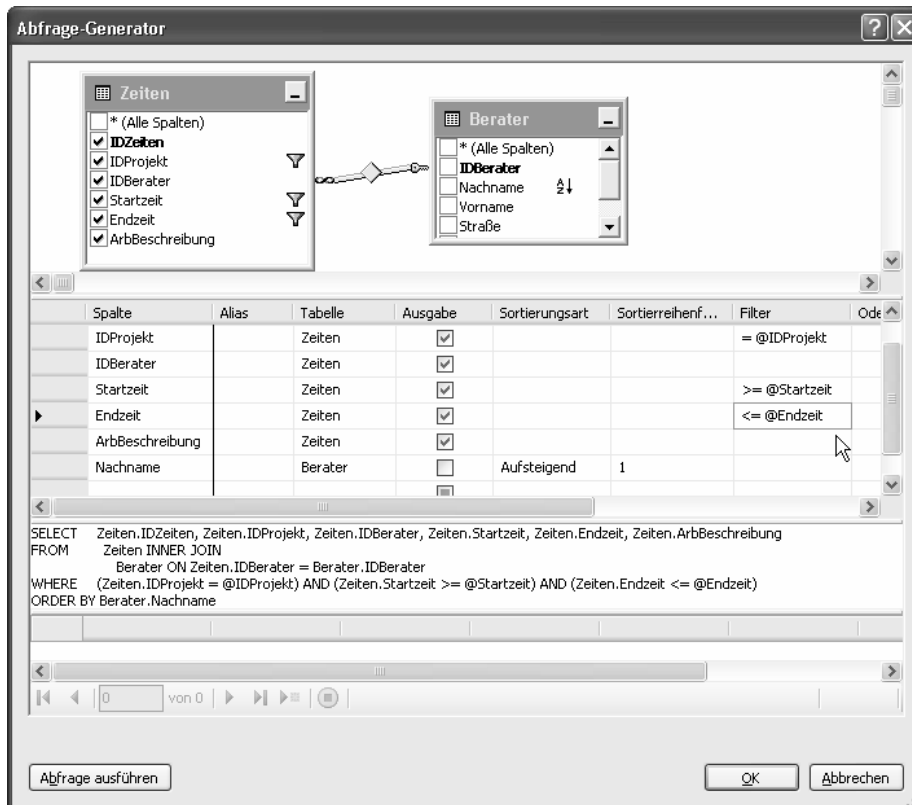 Abfrage-Generator
Zeiten
* (Alle Spalten)
IDZeiten
IDProjekt
IDBerater
Startzeit
Endzeit
ArbBeschreibung
Berater
* (Alle Spalten)
IDBerater
Nachname
Vorname
Straße
Spalte Alias Tabelle Ausgabe Sortierungsart Sortierreihenf... Filter Ode
IDProjekt Zeiten = @IDProjekt
IDBerater Zeiten
Startzeit Zeiten >= @Startzeit
Endzeit Zeiten <= @Endzeit
ArbBeschreibung Zeiten
Nachname Berater Aufsteigend 1
SELECT Zeiten.IDZeiten, Zeiten.IDProjekt, Zeiten.IDBerater, Zeiten.Startzeit, Zeiten.Endzeit, Zeiten.ArbBeschreibung
FROM Zeiten INNER JOIN
Berater ON Zeiten.IDBerater = Berater.IDBerater
WHERE (Zeiten.IDProjekt = @IDProjekt) AND (Zeiten.Startzeit >= @Startzeit) AND (Zeiten.Endzeit <= @Endzeit)
ORDER BY Berater.Nachname
0 von 0
Abfrage ausführen OK Abbrechen